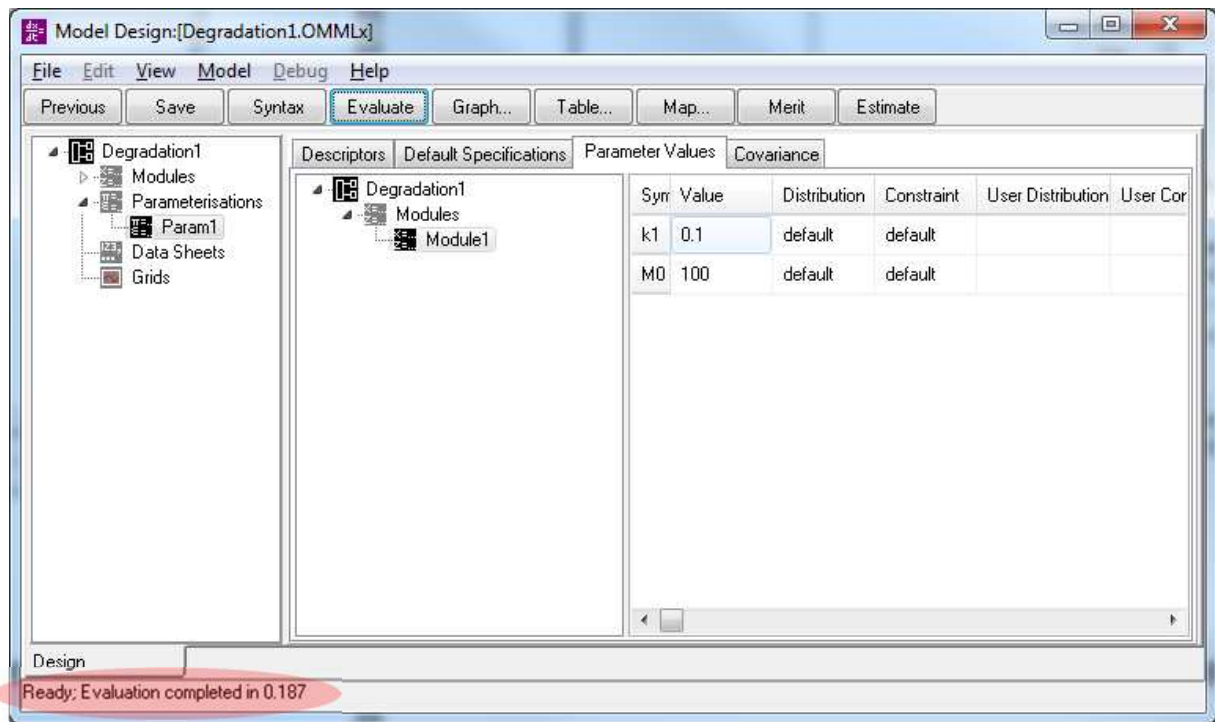 Model Design:[Degradation1.OMMLx]
File Edit View Model Debug Help
Previous Save Syntax Evaluate Graph... Table... Map... Merit Estimate
Degradation1
Modules
Parameterisations
Param1
Data Sheets
Grids
Descriptors Default Specifications Parameter Values Covariance
Degradation1
Modules
Module1
Sym Value Distribution Constraint User Distribution User Cor
k1 0.1 default default
M0 100 default default
Design
Ready; Evaluation completed in 0.187